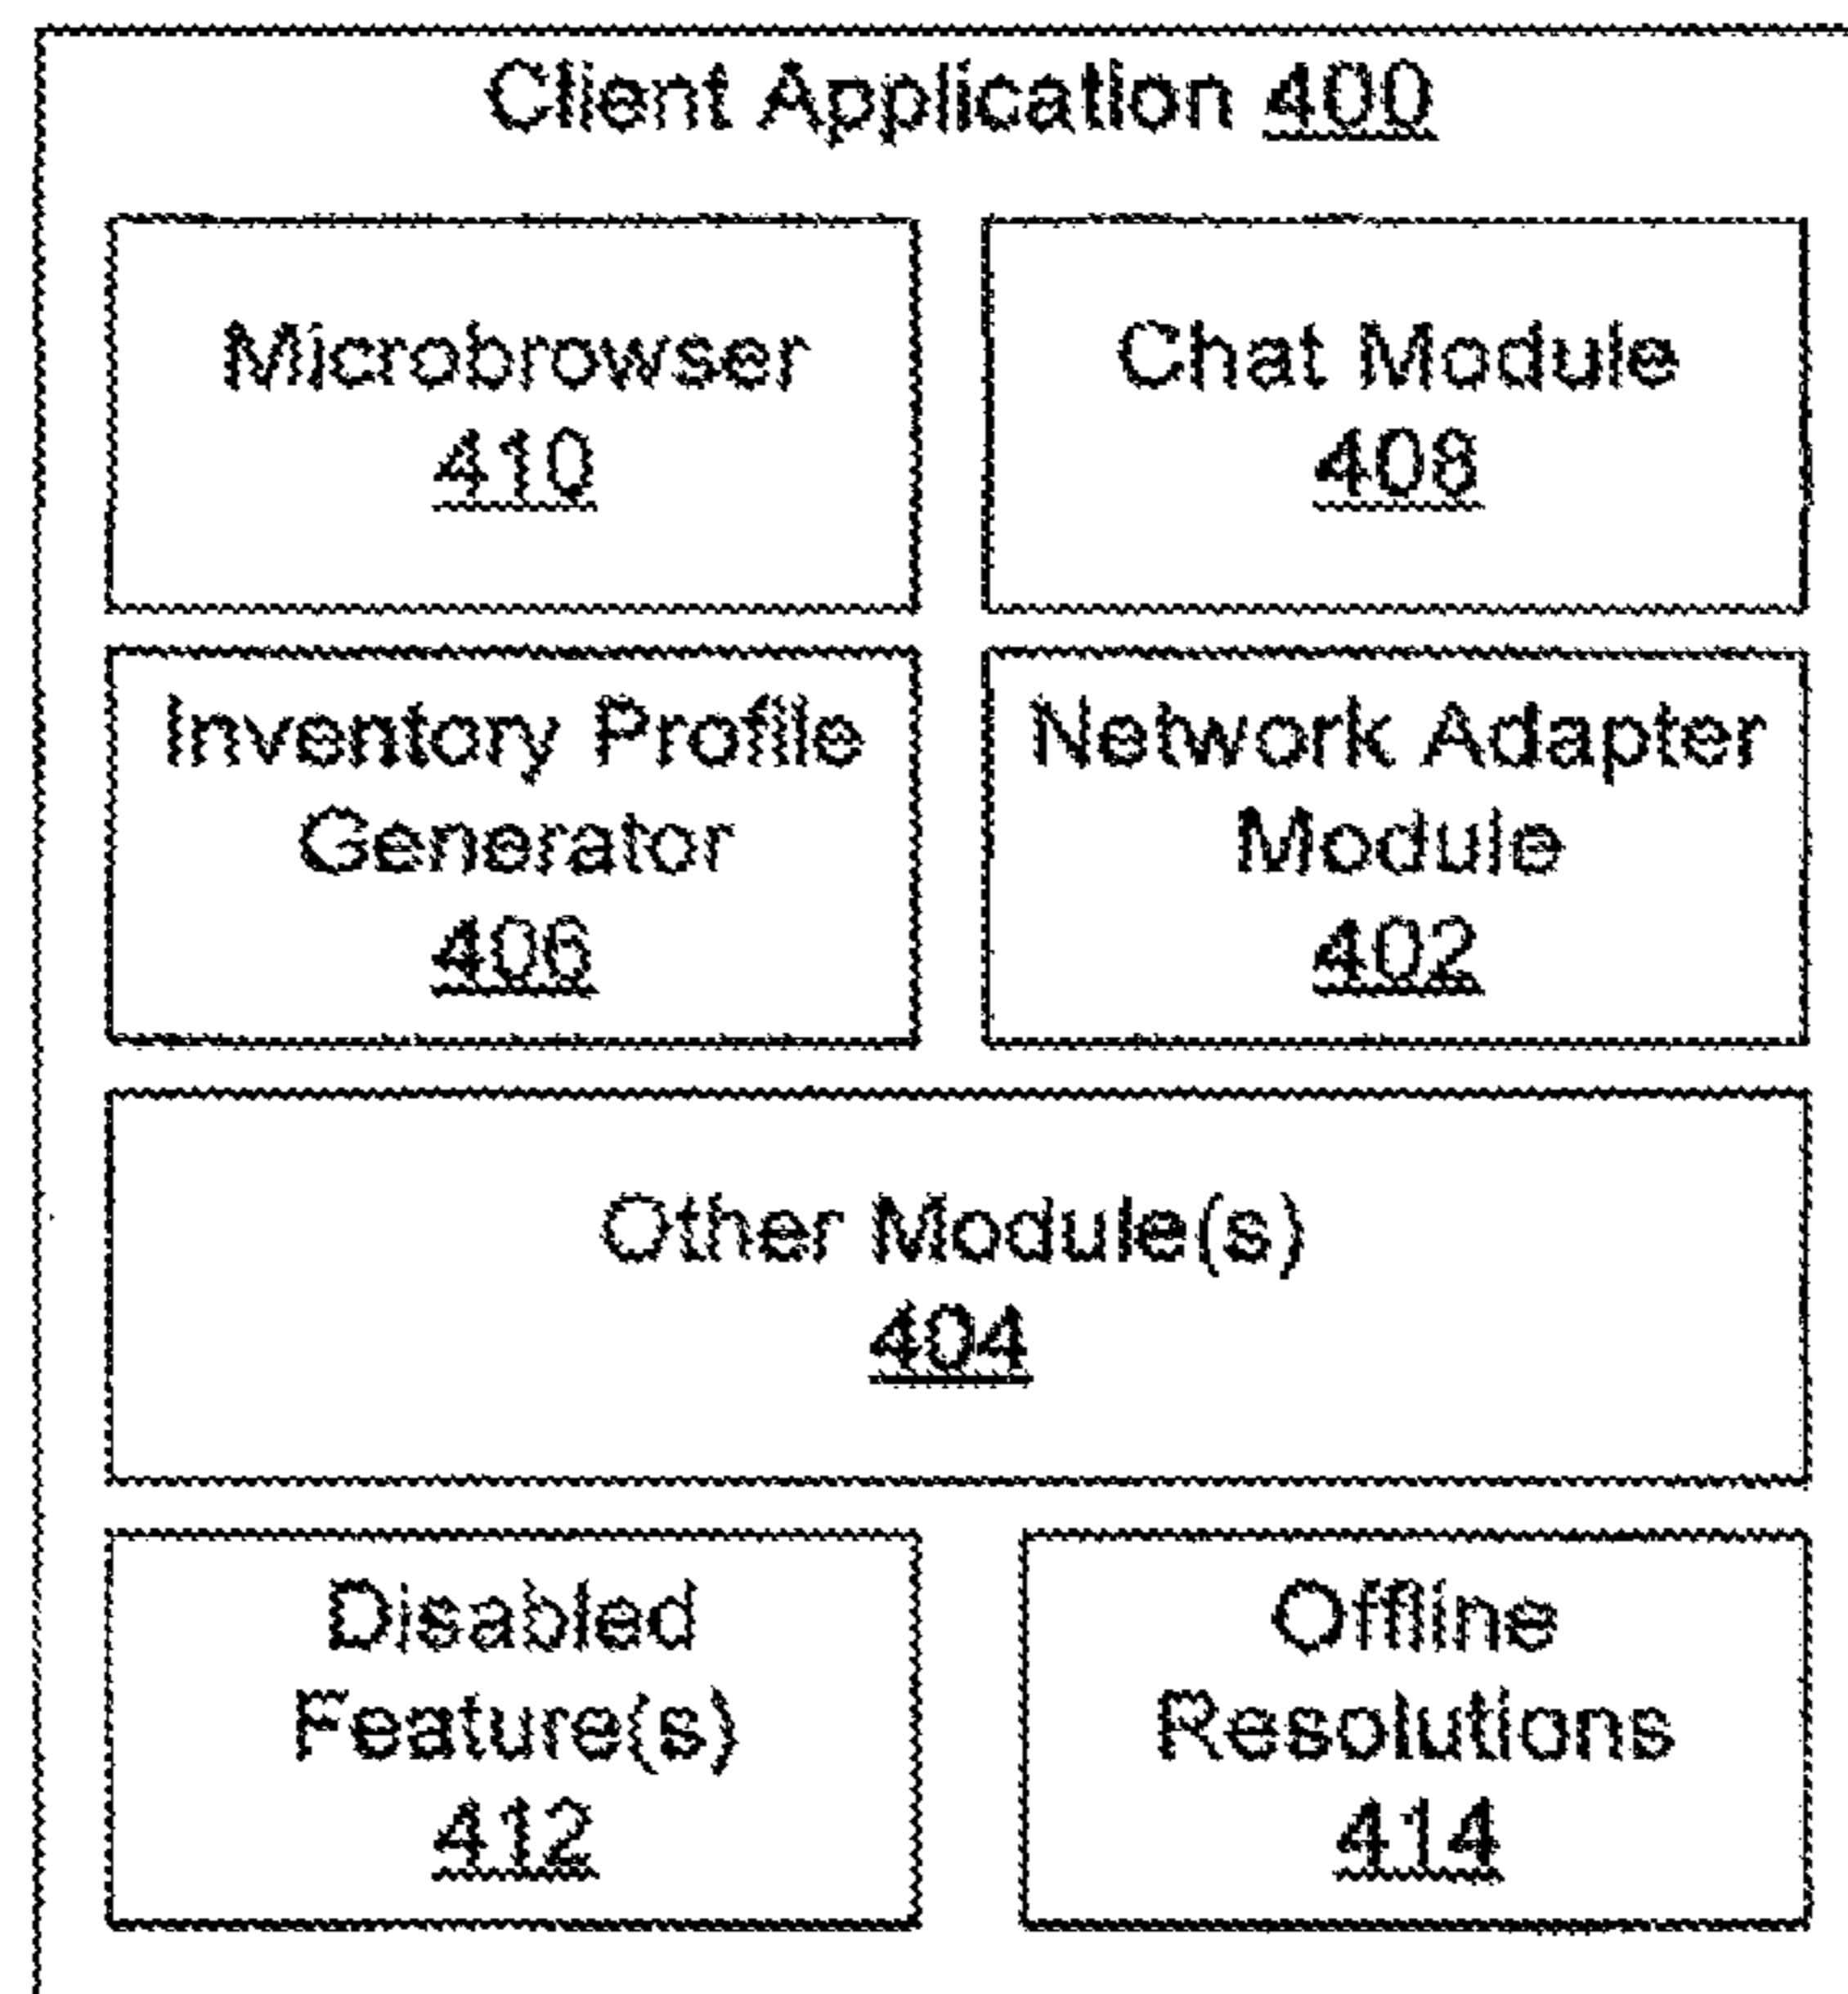 Client Application 400
Microbrowser
410
Chat Module
408
Inventory Profile
Generator
406
Network Adapter
Module
402
Other Module(s)
404
Disabled
Feature(s)
412
Offline
Resolutions
414